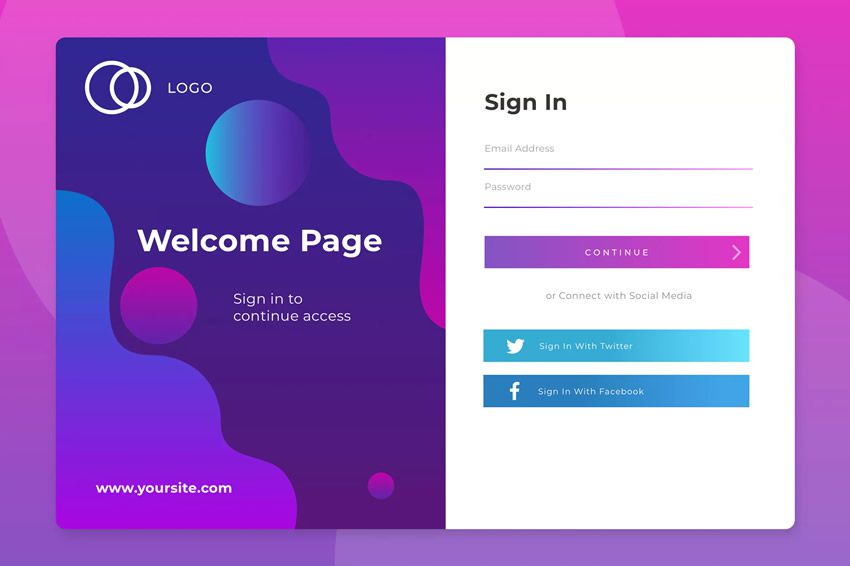 LOGO
Welcome Page
Sign in to
continue access
www.yoursite.com
Sign In
Email Address
Password
CONTINUE
or Connect with Social Media
Sign In With Twitter
Sign In With Facebook